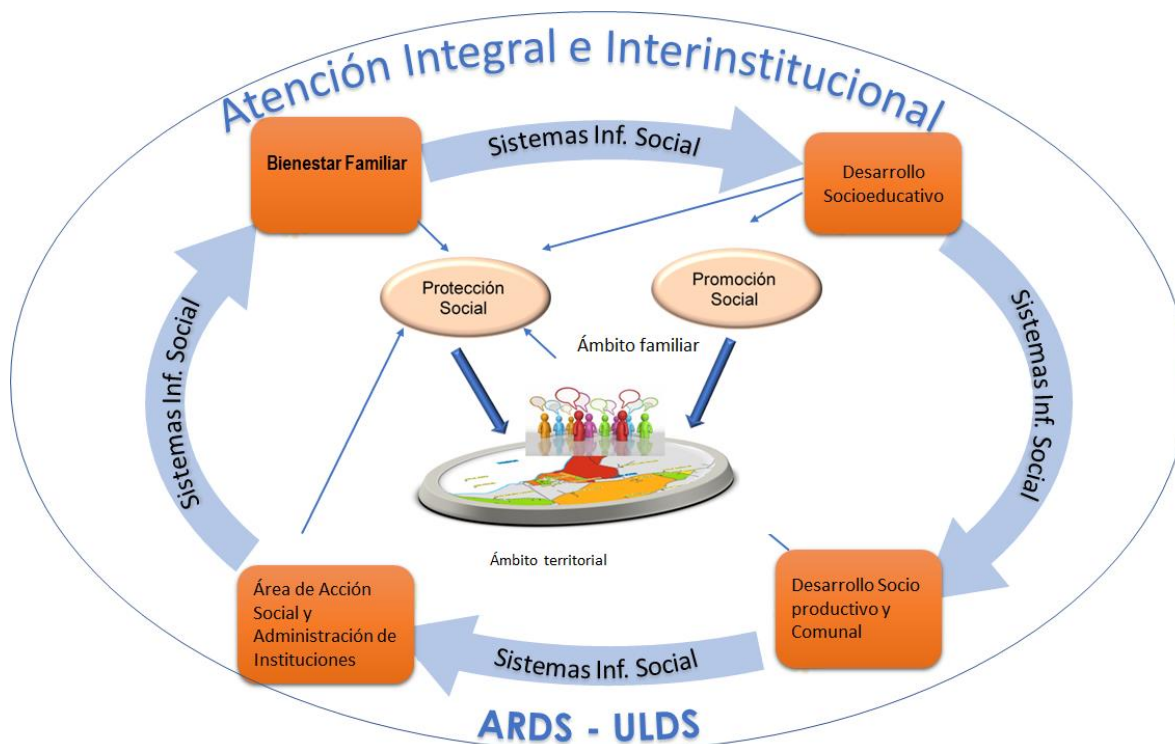 Atención Integral e Interinstitucional
Bienestar Familiar
Sistemas Inf. Social
Desarrollo
Socioeducativo
Protección
Social
Promoción
Social
Sistemas Inf. Social
Sistemas Inf. Social
Ámbito familiar
Ámbito territorial
Área de Acción
Social y
Administración de
Instituciones
Desarrollo Socio
productivo y
Comunal
Sistemas Inf. Social
ARDS - ULDS